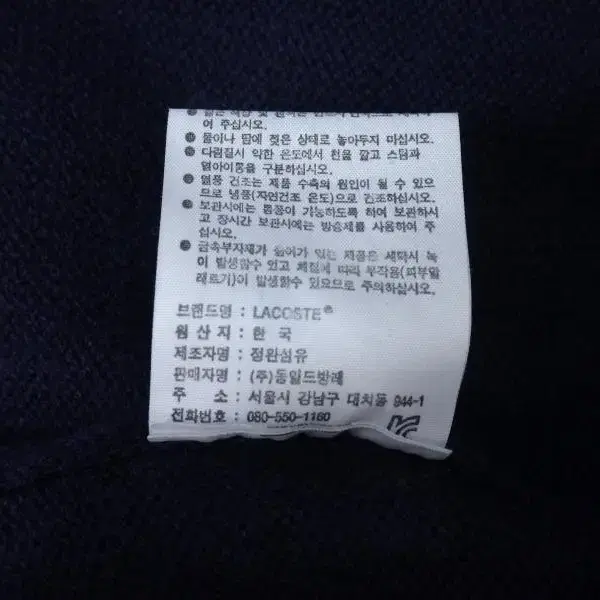 어 주십시오.
● 물이나 땀에 젖은 상태로 놓아두지 마십시오.
● 다림질시 약한 온도에서 천을 깔고 스팀과
열아이롱을 구분하십시오.
● 열풍 건조는 제품 수축의 원인이 될 수 있으
므로 냉풍(자연건조 온도)으로 건조하십시오.
● 보관시에는 통풍이 가능하도록 하여 보관하시
고 장시간 보관시에는 방충제를 사용하여 주
십시오.
● 금속부자재가 들어가 있는 제품은 세탁시 녹
이 발생할수 있고 체질에 따라 부작용(피부알
래르기)이 발생할수 있으므로 주의하십시오.
브랜드명 : LACOSTE®
원 산 지 : 한 국
제조자명 : 정완섬유
판매자명 : (주)동일드방레
주 소 : 서울시 강남구 대치동 944-1
전화번호 : 080-550-1160